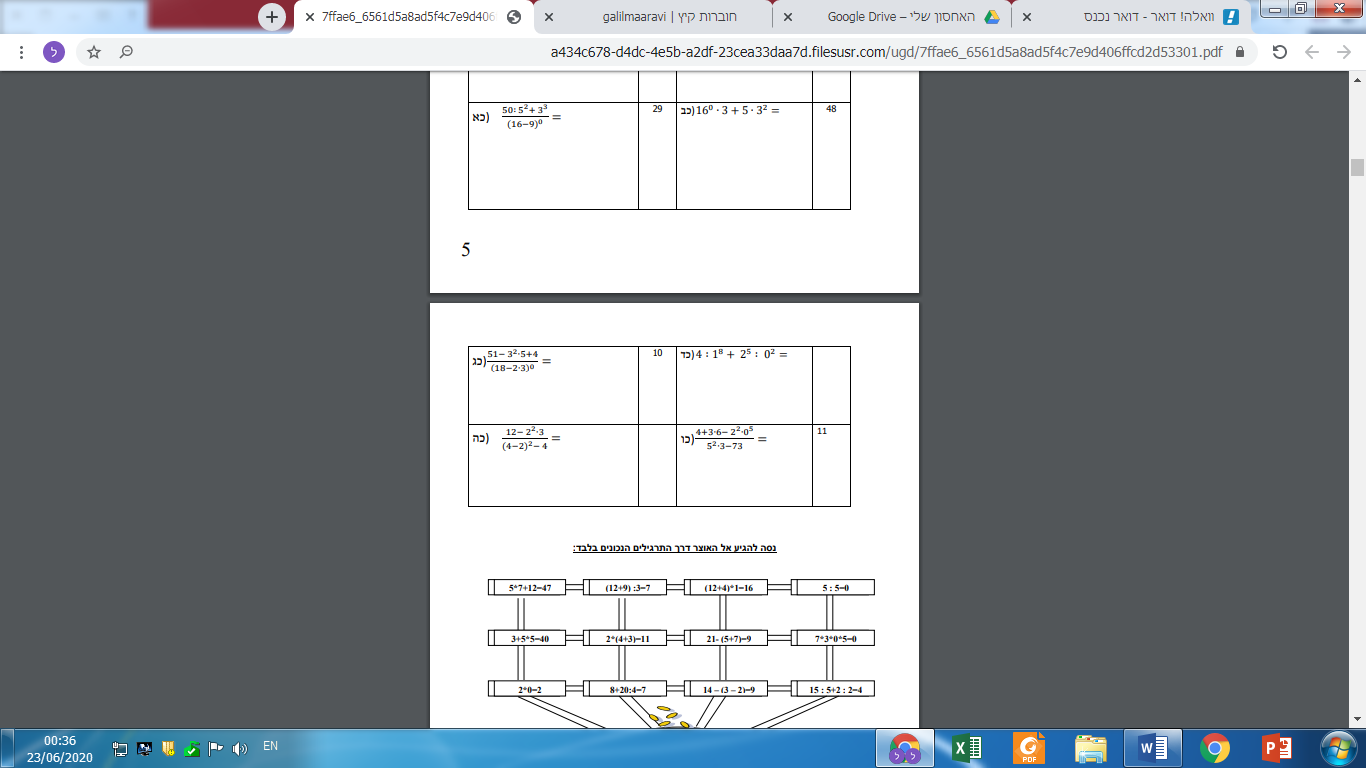 7ffae6_6561d5a8ad5f4c7e9d406
חוברות קיץ | galilmaaravi
האחסון שלי – Google Drive
וואלה! דואר - דואר נכנס
a434c678-d4dc-4e5b-a2df-23cea33daa7d.filesusr.com/ugd/7ffae6_6561d5a8ad5f4c7e9d406ffcd2d53301.pdf
כא) (50:5²+3³)/(16−9)⁰ = 29
כב) 16⁰·3+5·3² = 48
5
כג) (51−3²·5+4)/(18−2·3)⁰ = 10
כד) 4 : 1⁸ + 2⁵ : 0² =
כה) (12−2²·3)/((4−2)²−4) =
כו) (4+3·6−2²·0⁵)/(5²·3−73) = 11
נסה להגיע אל האוצר דרך התרגילים הנכונים בלבד:
5*7+12=47 (12+9) :3=7 (12+4)*1=16 5 : 5=0
3+5*5=40 2*(4+3)=11 21- (5+7)=9 7*3*0*5=0
2*0=2 8+20:4=7 14 – (3 – 2)=9 15 : 5+2 : 2=4
00:36
23/06/2020
EN